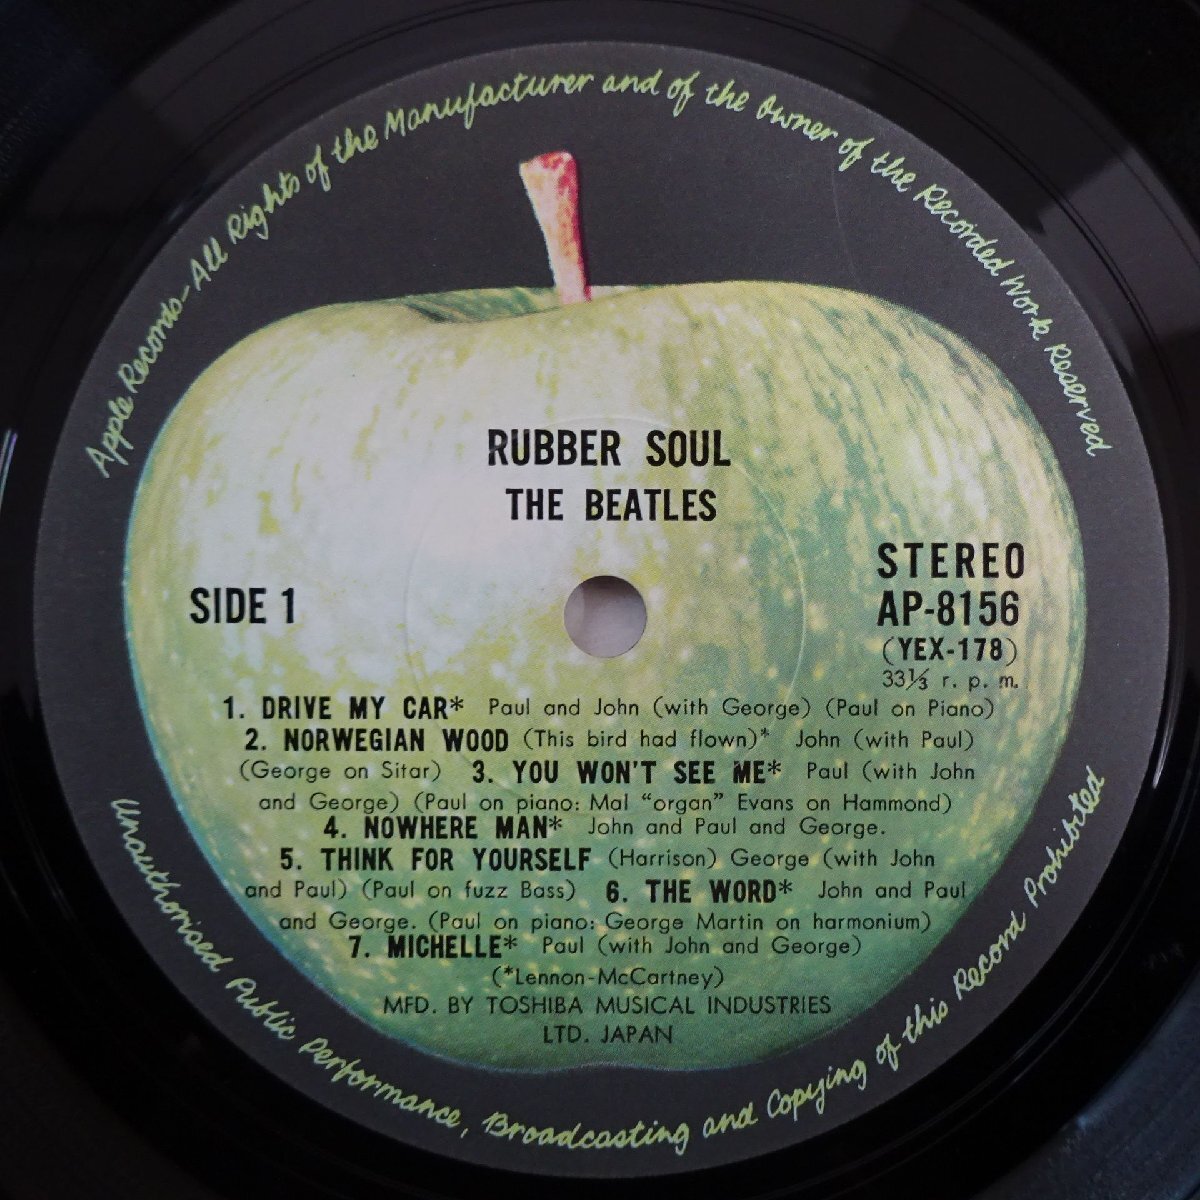 Apple Records-All Rights of the Manufacturer and of the Owner of the Recorded Work Reserved
RUBBER SOUL
THE BEATLES
SIDE 1
STEREO
AP-8156
(YEX-178)
33⅓ r. p. m.
1. DRIVE MY CAR* Paul and John (with George) (Paul on Piano)
2. NORWEGIAN WOOD (This bird had flown)* John (with Paul)
(George on Sitar) 3. YOU WON'T SEE ME* Paul (with John
and George) (Paul on piano: Mal “organ” Evans on Hammond)
4. NOWHERE MAN* John and Paul and George.
5. THINK FOR YOURSELF (Harrison) George (with John
and Paul) (Paul on fuzz Bass) 6. THE WORD* John and Paul
and George. (Paul on piano: George Martin on harmonium)
7. MICHELLE* Paul (with John and George)
(*Lennon-McCartney)
MFD. BY TOSHIBA MUSICAL INDUSTRIES
LTD. JAPAN
Unauthorised Public Performance, Broadcasting and Copying of this Record Prohibited